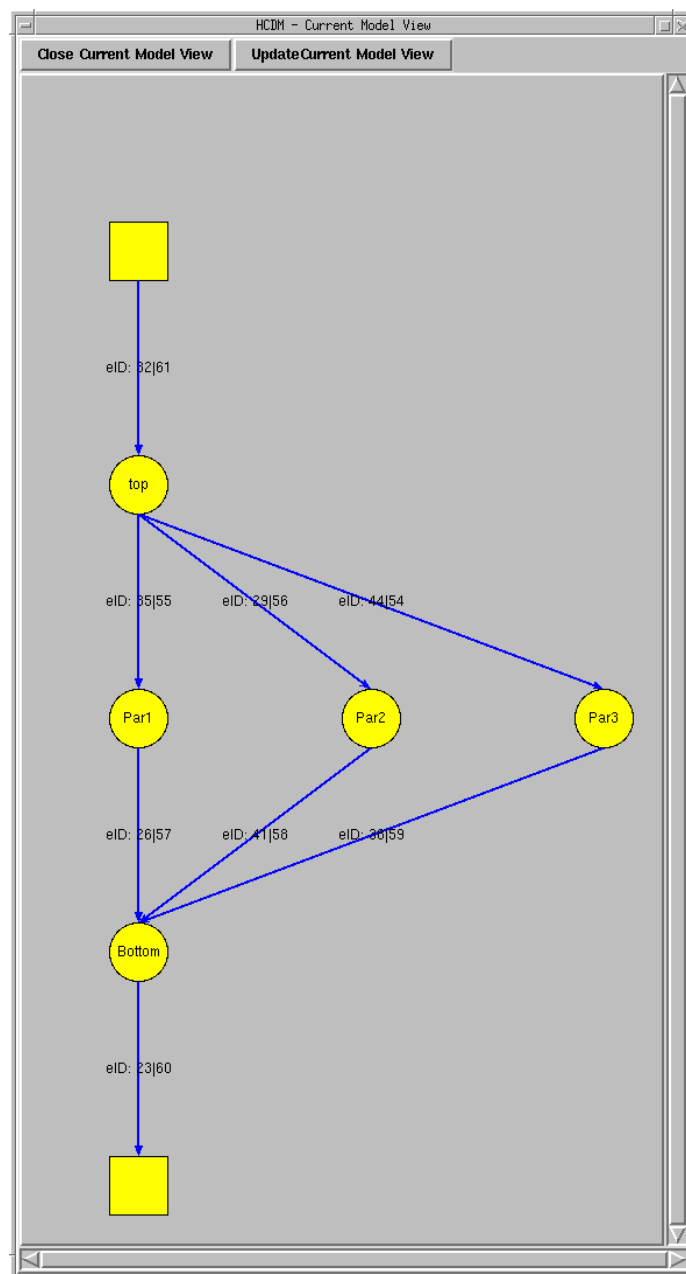 HCDM - Current Model View
Close Current Model View UpdateCurrent Model View
eID: 32|61
top
eID: 35|55 eID: 29|56 eID: 44|54
Par1 Par2 Par3
eID: 26|57 eID: 41|58 eID: 36|59
Bottom
eID: 23|60